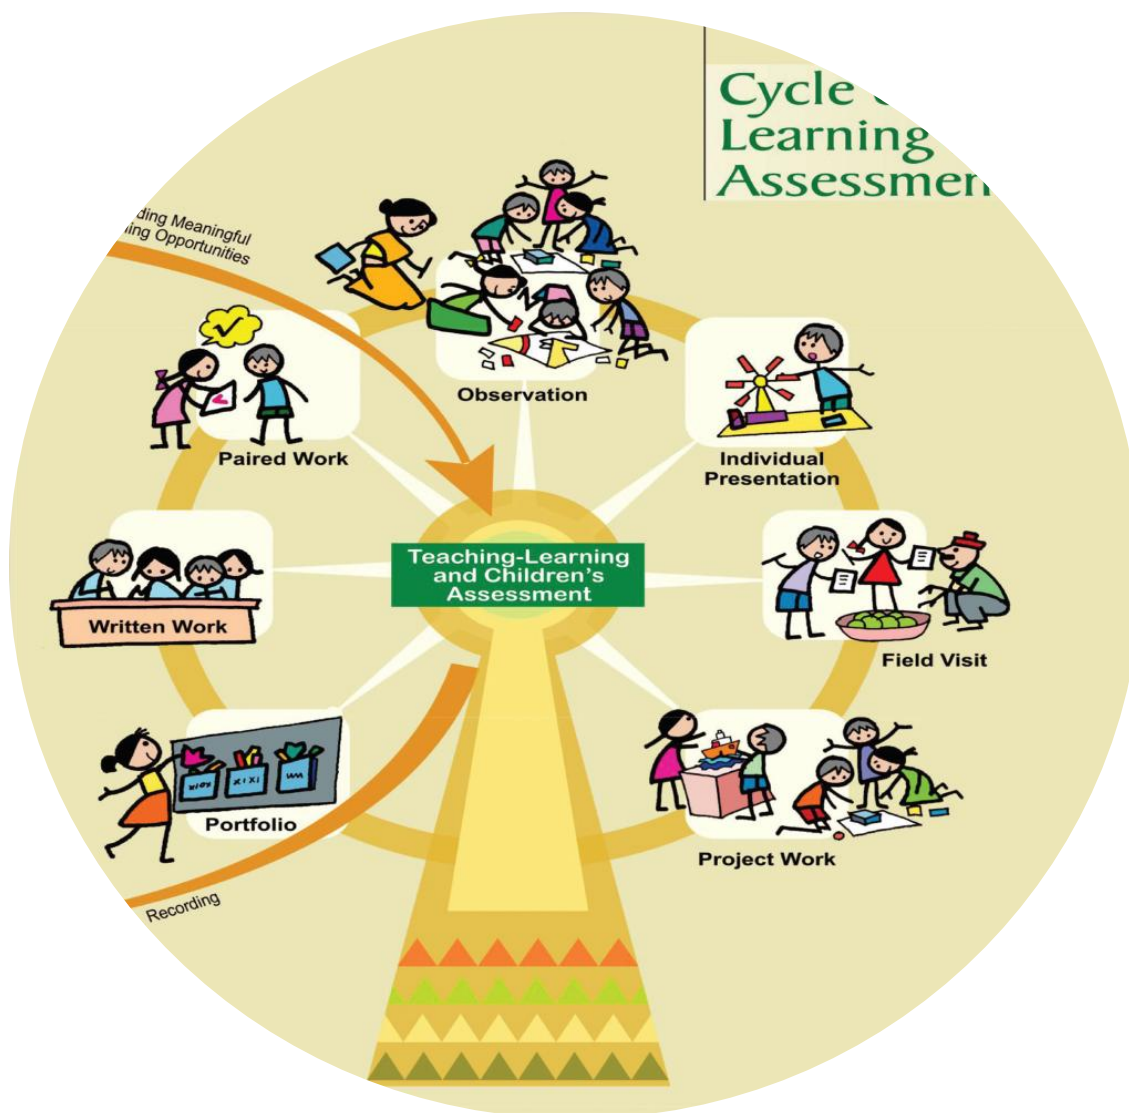 Cycle
Learning
Assessmen
ding Meaningful
ing Opportunities
Observation
Paired Work
Individual
Presentation
Teaching-Learning
and Children's
Assessment
Written Work
Field Visit
Portfolio
Project Work
Recording